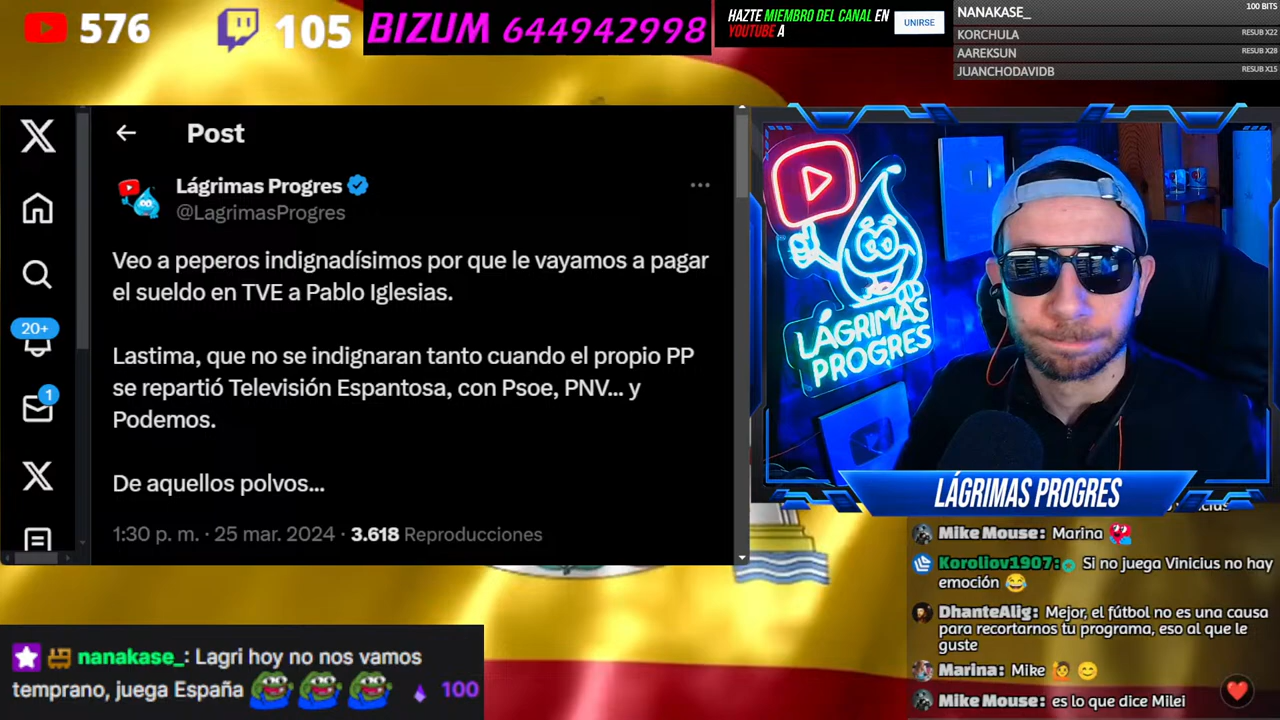 576
105
BIZUM 644942998
HAZTE MIEMBRO DEL CANAL EN
YOUTUBE A
UNIRSE
NANAKASE_
100 BITS
KORCHULA
RESUB X22
AAREKSUN
RESUB X28
JUANCHODAVIDB
RESUB X15
Post
Lágrimas Progres
@LagrimasProgres
Veo a peperos indignadísimos por que le vayamos a pagar
el sueldo en TVE a Pablo Iglesias.
Lastima, que no se indignaran tanto cuando el propio PP
se repartió Televisión Espantosa, con Psoe, PNV... y
Podemos.
De aquellos polvos...
1:30 p. m. · 25 mar. 2024 · 3.618 Reproducciones
20+
1
LÁGRIMAS
PROGRES
LÁGRIMAS PROGRES
Mike Mouse: Marina
Koroliov1907: Si no juega Vinicius no hay
emoción
DhanteAlig: Mejor, el fútbol no es una causa
para recortarnos tu programa, eso al que le
guste
Marina: Mike
Mike Mouse: es lo que dice Milei
nanakase_: Lagri hoy no nos vamos
temprano, juega España
100